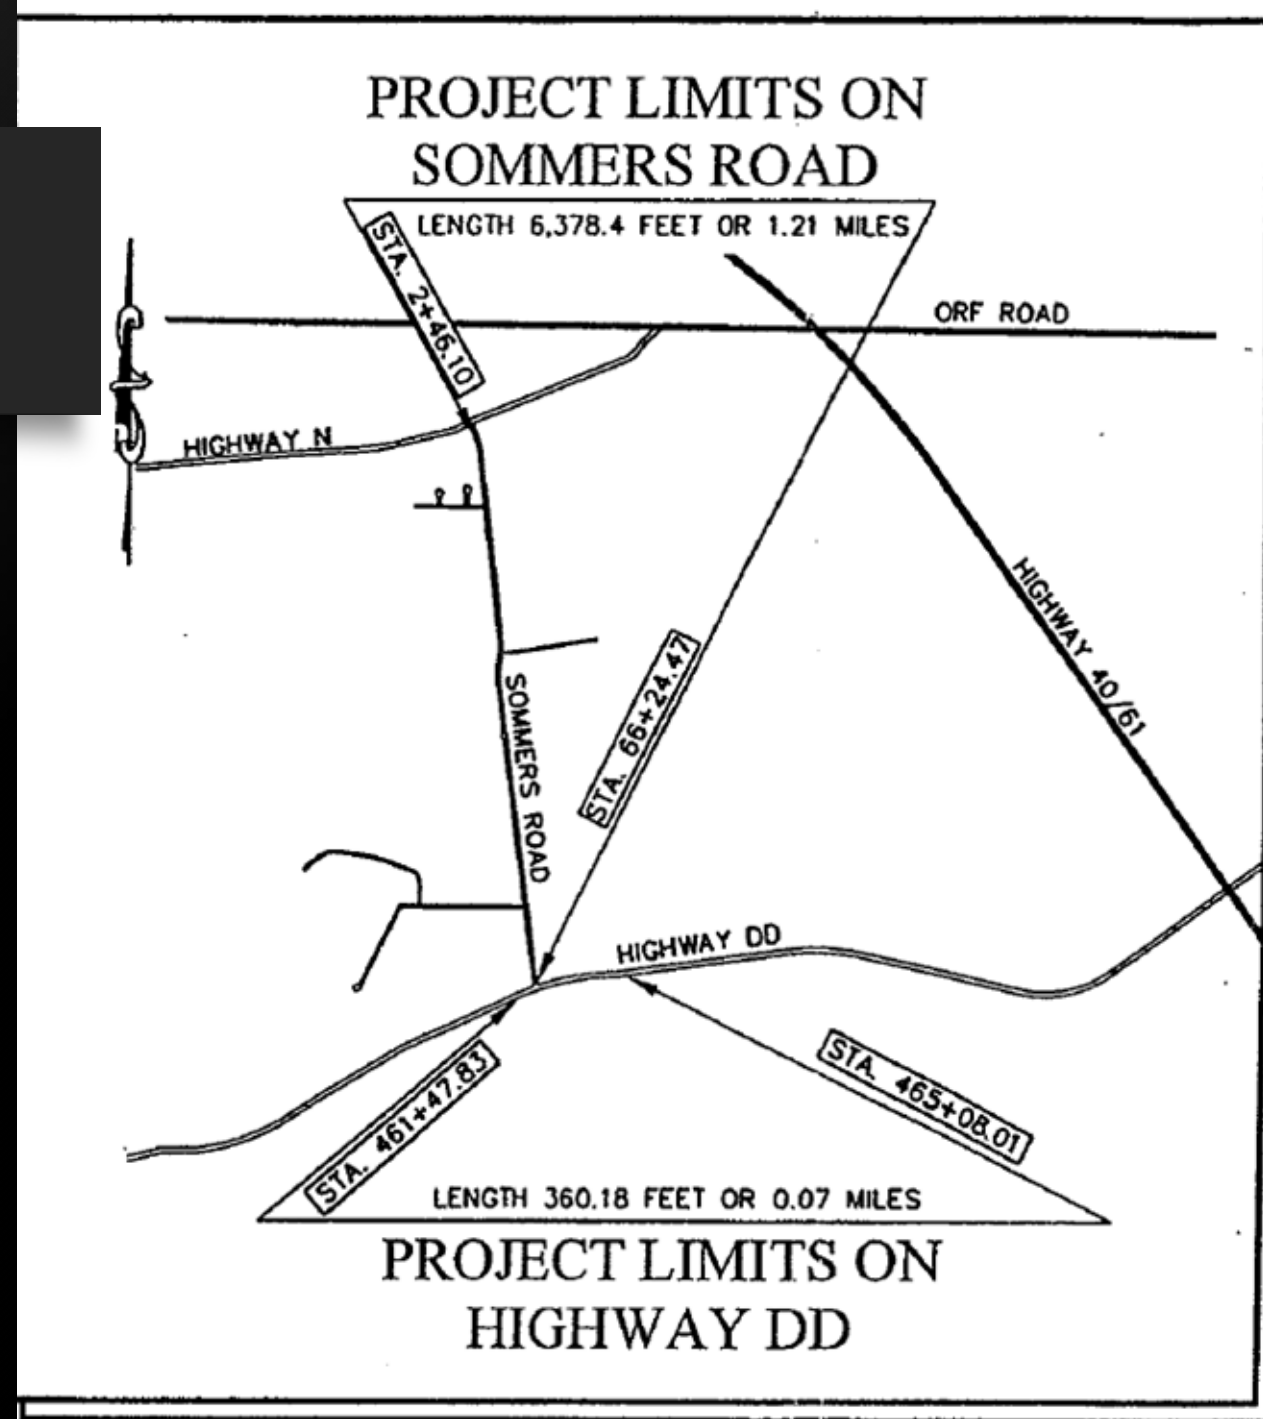 PROJECT LIMITS ON
SOMMERS ROAD
LENGTH 6,378.4 FEET OR 1.21 MILES
STA. 2+46.10
ORF ROAD
HIGHWAY N
HIGHWAY 40/61
STA. 66+24.47
SOMMERS ROAD
HIGHWAY DD
STA. 461+47.83
STA. 465+08.01
LENGTH 360.18 FEET OR 0.07 MILES
PROJECT LIMITS ON
HIGHWAY DD